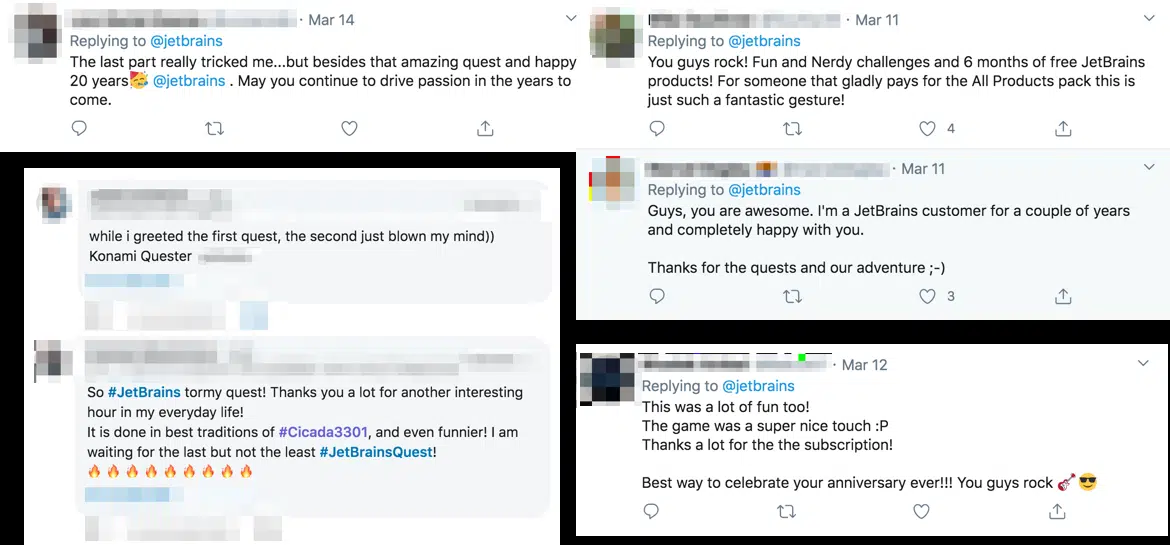 · Mar 14
Replying to @jetbrains
The last part really tricked me...but besides that amazing quest and happy
20 years🥳 @jetbrains . May you continue to drive passion in the years to
come.
while i greeted the first quest, the second just blown my mind))
Konami Quester
So #JetBrains tormy quest! Thanks you a lot for another interesting
hour in my everyday life!
It is done in best traditions of #Cicada3301, and even funnier! I am
waiting for the last but not the least #JetBrainsQuest!
🔥 🔥 🔥 🔥 🔥 🔥 🔥 🔥 🔥
· Mar 11
Replying to @jetbrains
You guys rock! Fun and Nerdy challenges and 6 months of free JetBrains
products! For someone that gladly pays for the All Products pack this is
just such a fantastic gesture!
4
· Mar 11
Replying to @jetbrains
Guys, you are awesome. I'm a JetBrains customer for a couple of years
and completely happy with you.
Thanks for the quests and our adventure ;-)
3
· Mar 12
Replying to @jetbrains
This was a lot of fun too!
The game was a super nice touch :P
Thanks a lot for the the subscription!
Best way to celebrate your anniversary ever!!! You guys rock 🎸😎